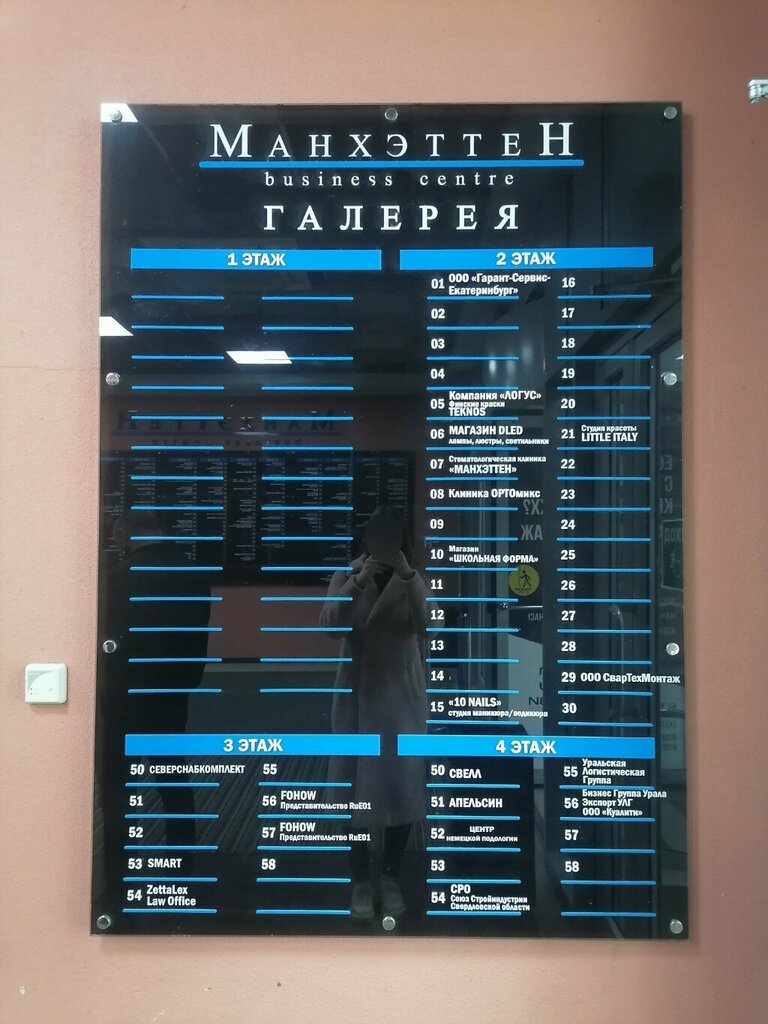 МАНХЭТТЕН
business centre
ГАЛЕРЕЯ
1 ЭТАЖ
2 ЭТАЖ
01 ООО «Гарант-Сервис-
Екатеринбург»
02
03
04
05 Компания «ЛОГУС»
Финские краски
TEKNOS
06 МАГАЗИН DLED
лампы, люстры, светильники
07 Стоматологическая клиника
«МАНХЭТТЕН»
08 Клиника ОРТОмикс
09
10 Магазин
«ШКОЛЬНАЯ ФОРМА»
11
12
13
14
15 «10 NAILS»
студия маникюра/педикюра
16
17
18
19
20
21 Студия красоты
LITTLE ITALY
22
23
24
25
26
27
28
29 ООО СварТехМонтаж
30
3 ЭТАЖ
50 СЕВЕРСНАБКОМПЛЕКТ
51
52
53 SMART
54 ZettaLex
Law Office
55
56 FOHOW
Представительство RuE01
57 FOHOW
Представительство RuE01
58
4 ЭТАЖ
50 СВЕЛЛ
51 АПЕЛЬСИН
52 ЦЕНТР
немецкой подологии
53
54 СРО
Союз Стройиндустрии
Свердловской области
55 Уральская
Логистическая
Группа
56 Бизнес Группа Урала
Экспорт УЛГ
ООО «Куалити»
57
58